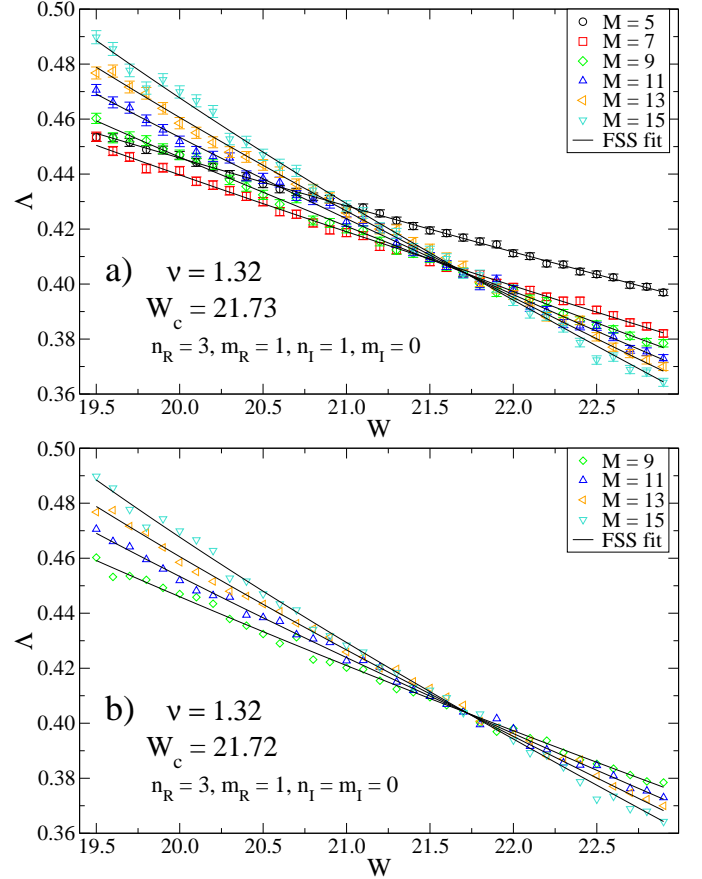 0.50
0.48
0.46
0.44
0.42
0.40
0.38
0.36
Λ
M = 5
M = 7
M = 9
M = 11
M = 13
M = 15
FSS fit
a)
ν = 1.32
W_c = 21.73
n_R = 3, m_R = 1, n_I = 1, m_I = 0
19.5 20.0 20.5 21.0 21.5 22.0 22.5
W
0.50
0.48
0.46
0.44
0.42
0.40
0.38
0.36
Λ
M = 9
M = 11
M = 13
M = 15
FSS fit
b)
ν = 1.32
W_c = 21.72
n_R = 3, m_R = 1, n_I = m_I = 0
19.5 20.0 20.5 21.0 21.5 22.0 22.5
W